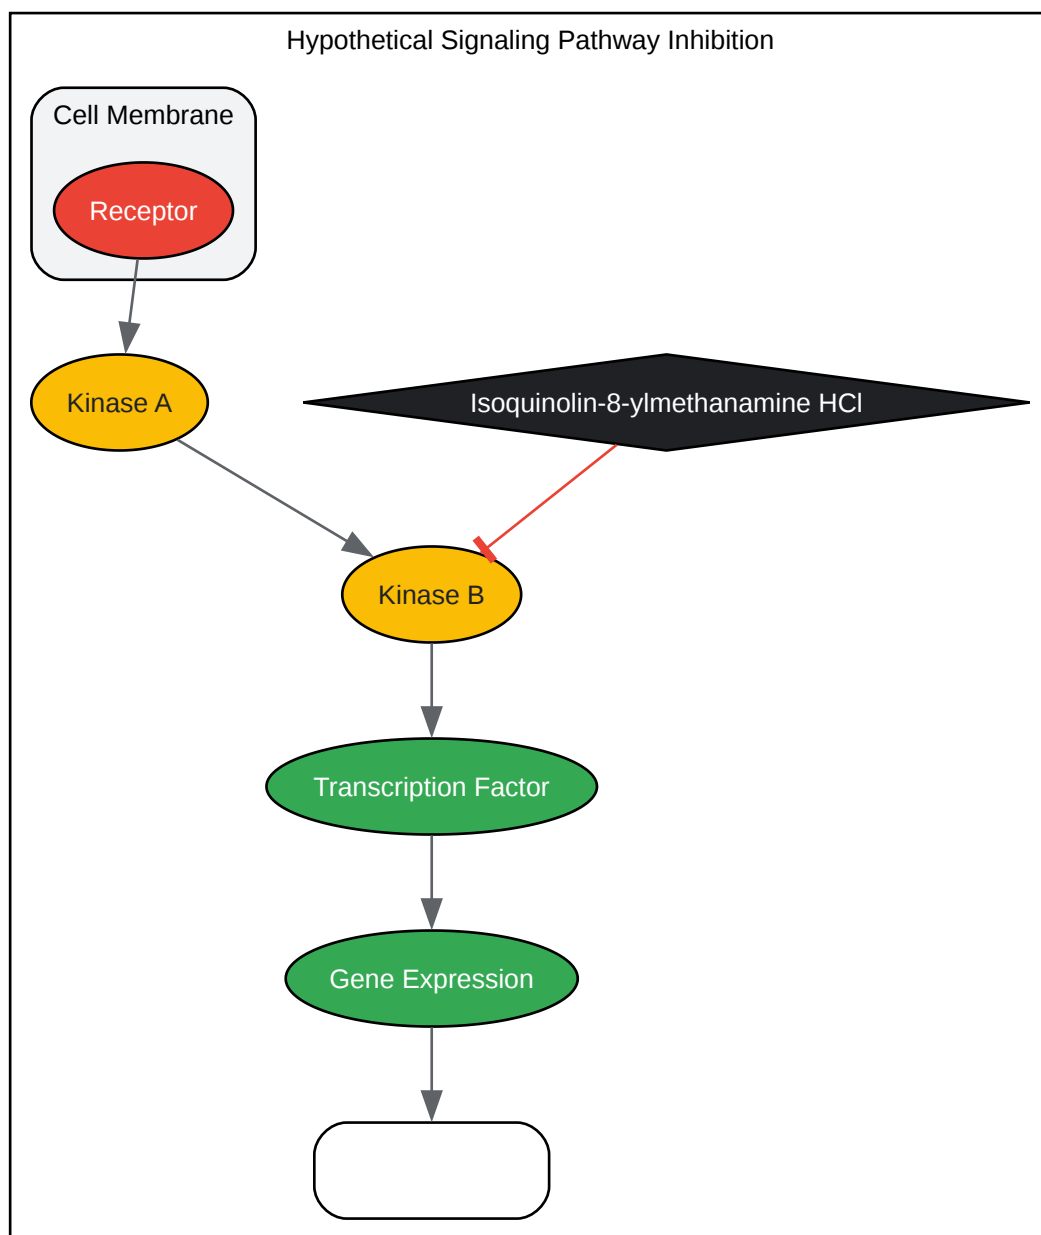 Hypothetical Signaling Pathway Inhibition
Cell Membrane
Receptor
Kinase A
Isoquinolin-8-ylmethanamine HCl
Kinase B
Transcription Factor
Gene Expression